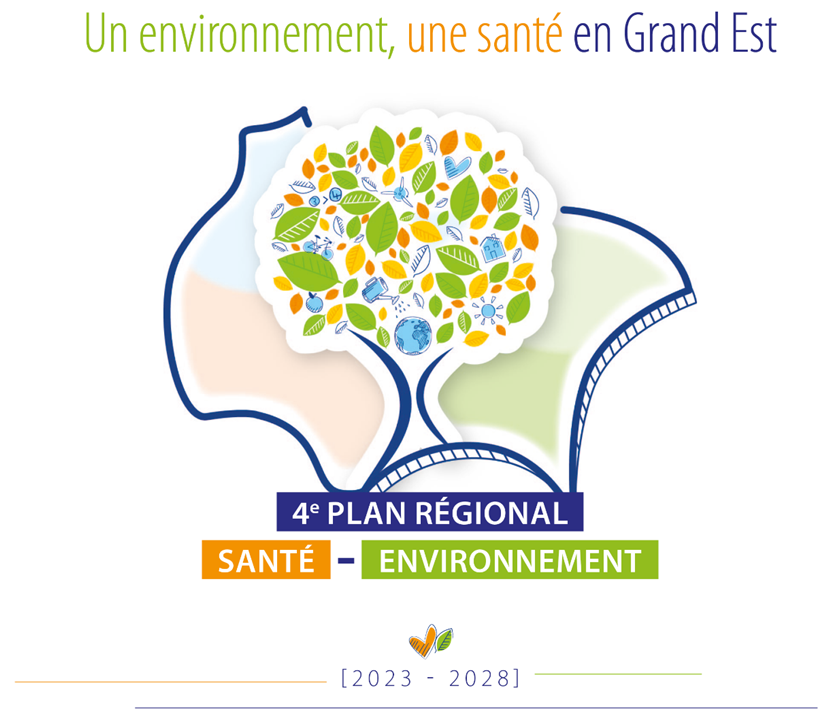 Un environnement, une santé en Grand Est
4e PLAN RÉGIONAL
SANTÉ - ENVIRONNEMENT
[2023 - 2028]